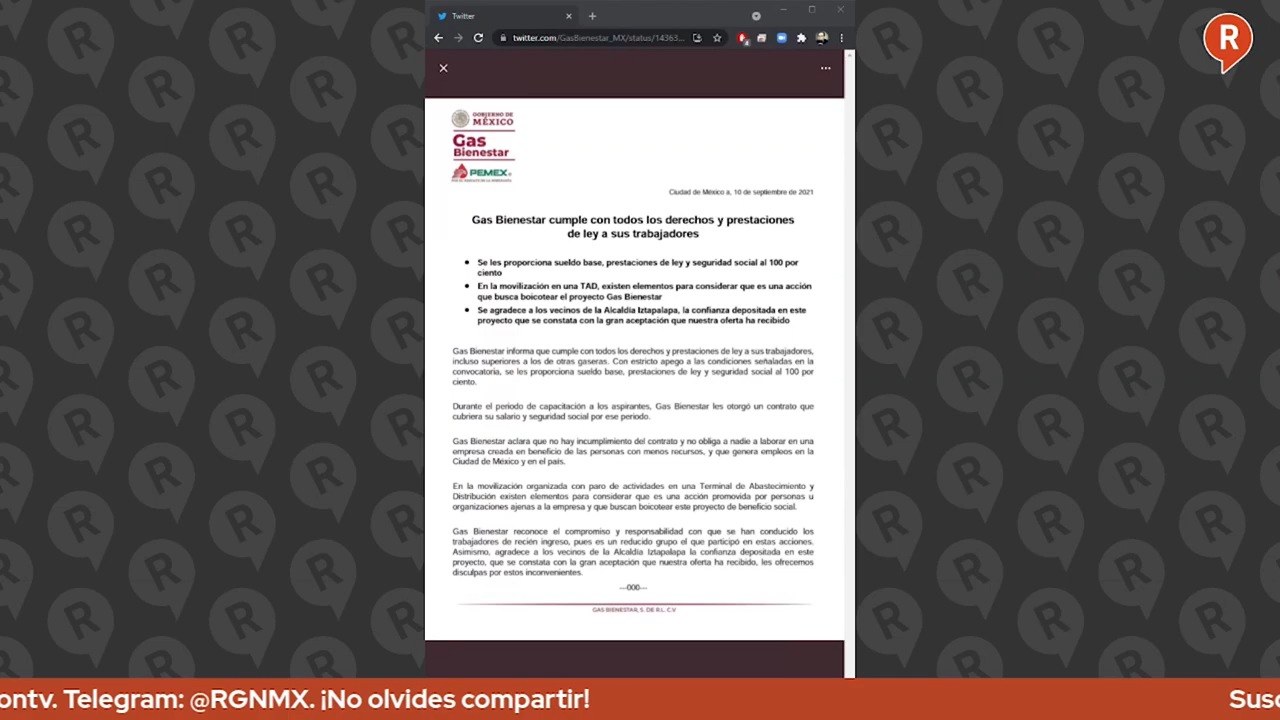 Twitter
twitter.com/GasBienestar_MX/status/14363...
R
GOBIERNO DE
MÉXICO
Gas
Bienestar
PEMEX
POR EL RESCATE DE LA SOBERANÍA
Ciudad de México a, 10 de septiembre de 2021
Gas Bienestar cumple con todos los derechos y prestaciones
de ley a sus trabajadores
Se les proporciona sueldo base, prestaciones de ley y seguridad social al 100 por
ciento
En la movilización en una TAD, existen elementos para considerar que es una acción
que busca boicotear el proyecto Gas Bienestar
Se agradece a los vecinos de la Alcaldía Iztapalapa, la confianza depositada en este
proyecto que se constata con la gran aceptación que nuestra oferta ha recibido
Gas Bienestar informa que cumple con todos los derechos y prestaciones de ley a sus trabajadores,
incluso superiores a los de otras gaseras. Con estricto apego a las condiciones señaladas en la
convocatoria, se les proporciona sueldo base, prestaciones de ley y seguridad social al 100 por
ciento.
Durante el periodo de capacitación a los aspirantes, Gas Bienestar les otorgó un contrato que
cubriera su salario y seguridad social por ese periodo.
Gas Bienestar aclara que no hay incumplimiento del contrato y no obliga a nadie a laborar en una
empresa creada en beneficio de las personas con menos recursos, y que genera empleos en la
Ciudad de México y en el país.
En la movilización organizada con paro de actividades en una Terminal de Abastecimiento y
Distribución existen elementos para considerar que es una acción promovida por personas u
organizaciones ajenas a la empresa y que buscan boicotear este proyecto de beneficio social.
Gas Bienestar reconoce el compromiso y responsabilidad con que se han conducido los
trabajadores de recién ingreso, pues es un reducido grupo el que participó en estas acciones.
Asimismo, agradece a los vecinos de la Alcaldía Iztapalapa la confianza depositada en este
proyecto, que se constata con la gran aceptación que nuestra oferta ha recibido, les ofrecemos
disculpas por estos inconvenientes.
---000---
GAS BIENESTAR, S. DE R.L. C.V
ontv. Telegram: @RGNMX. ¡No olvides compartir!
Susc